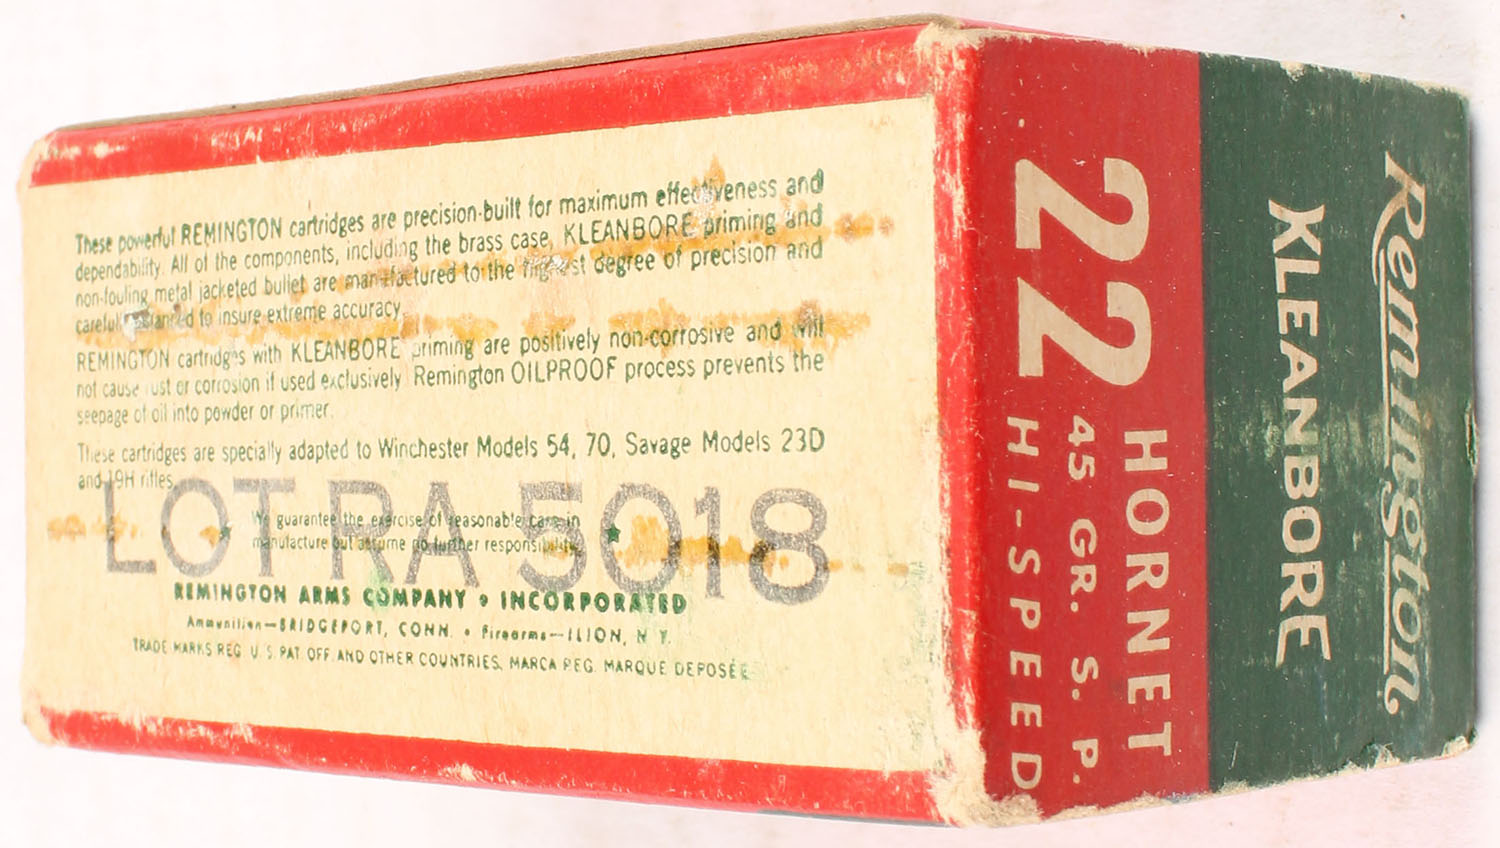 These powerful REMINGTON cartridges are precision-built for maximum effectiveness and
dependability. All of the components, including the brass case, KLEANBORE priming and
non-fouling metal jacketed bullet are manufactured to the highest degree of precision and
carefully to insure extreme accuracy.
REMINGTON cartridges with KLEANBORE priming are positively non-corrosive and will
not cause rust or corrosion if used exclusively. Remington OILPROOF process prevents the
seepage of oil into powder or primer.
These cartridges are specially adapted to Winchester Models 54, 70, Savage Models 23D
and 19H rifles.
LOT RA 5018
We guarantee the exercise of reasonable care in
manufacture but assume no further responsibility.
REMINGTON ARMS COMPANY • INCORPORATED
Ammunition—BRIDGEPORT, CONN. • Firearms—ILION, N. Y.
TRADE MARKS REG. U. S. PAT. OFF. AND OTHER COUNTRIES. MARCA REG. MARQUE DEPOSÉE
Remington
KLEANBORE
22 HORNET
45 GR. S. P.
HI-SPEED